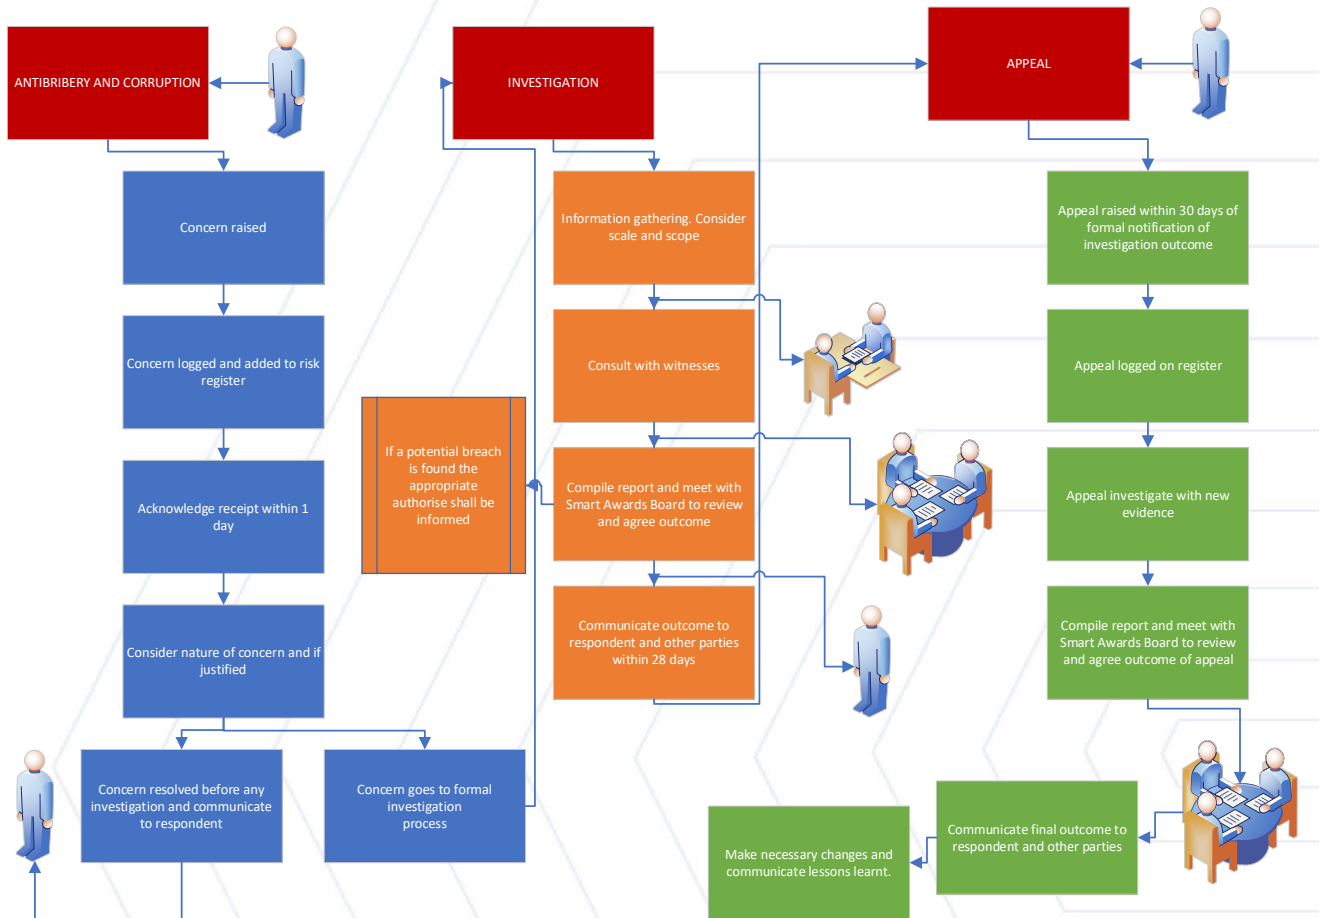 ANTIBRIBERY AND CORRUPTION
Concern raised
Concern logged and added to risk
register
Acknowledge receipt within 1
day
Consider nature of concern and if
justified
Concern resolved before any
investigation and communicate
to respondent
Concern goes to formal
investigation
process
INVESTIGATION
Information gathering. Consider
scale and scope
Consult with witnesses
If a potential breach
is found the
appropriate
authorise shall be
informed
Compile report and meet with
Smart Awards Board to review
and agree outcome
Communicate outcome to
respondent and other parties
within 28 days
APPEAL
Appeal raised within 30 days of
formal notification of
investigation outcome
Appeal logged on register
Appeal investigate with new
evidence
Compile report and meet with
Smart Awards Board to review
and agree outcome of appeal
Communicate final outcome to
respondent and other parties
Make necessary changes and
communicate lessons learnt.